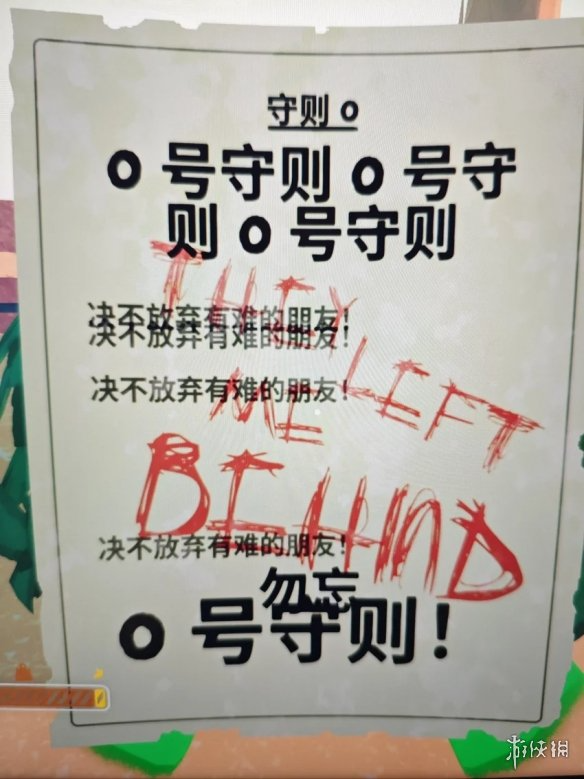 守则 0
0 号守则 0 号守
则 0 号守则
决不放弃有难的朋友！
决不放弃有难的朋友！
决不放弃有难的朋友！
THEY LEFT
ME
BEHIND
决不放弃有难的朋友！
勿忘
0 号守则！
游侠网